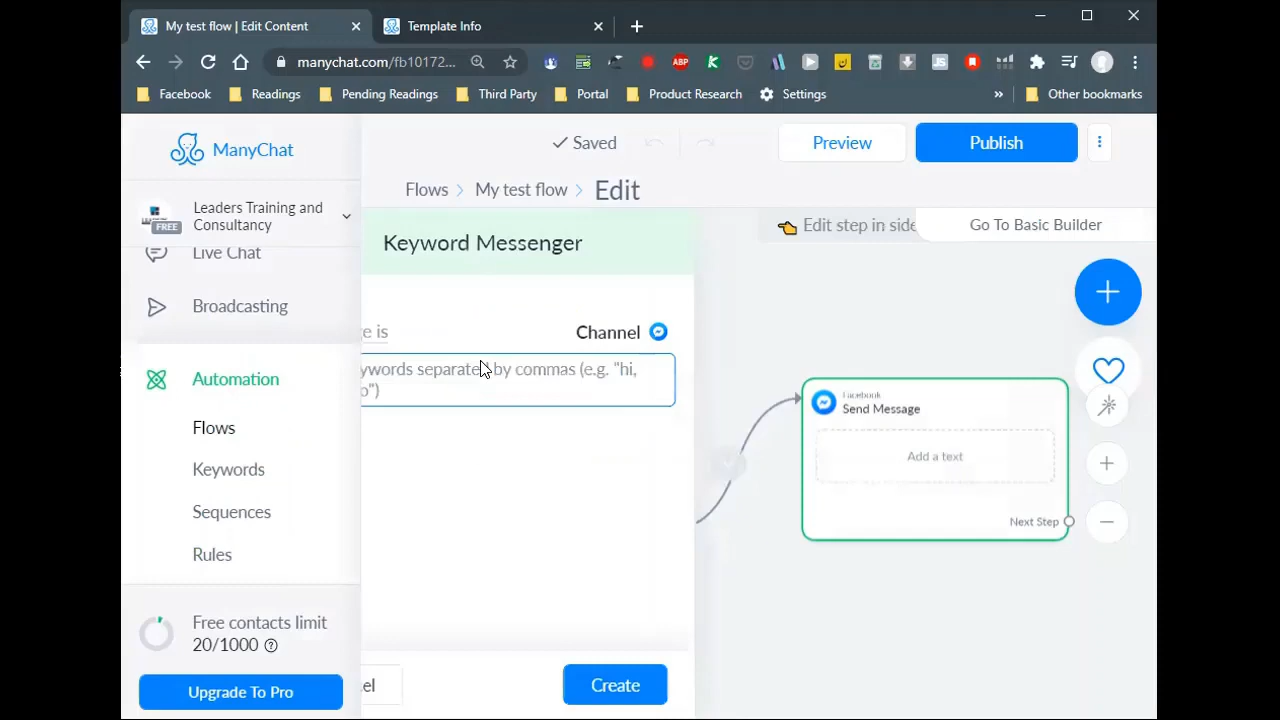 My test flow | Edit Content
Template Info
manychat.com/fb10172...
ABP
JS
Facebook
Readings
Pending Readings
Third Party
Portal
Product Research
Settings
»
Other bookmarks
ManyChat
Saved
Preview
Publish
Leaders Training and
Consultancy
FREE
Flows
My test flow
Edit
Edit step in side
Go To Basic Builder
Live Chat
Broadcasting
Automation
Flows
Keywords
Sequences
Rules
Free contacts limit
20/1000
Upgrade To Pro
Keyword Messenger
e is
Channel
ywords separated by commas (e.g. "hi,
o")
el
Create
Facebook
Send Message
Add a text
Next Step